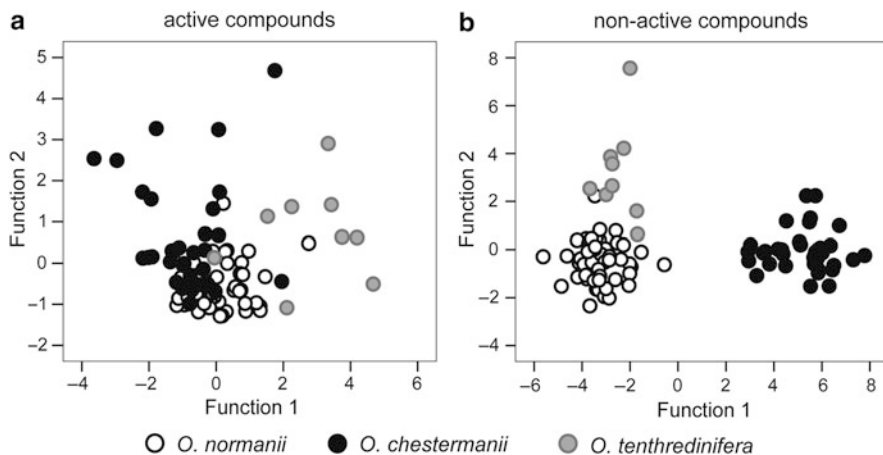 a active compounds
b non-active compounds
Function 2
5
4
3
2
1
0
−1
−2
−4 −2 0 2 4 6
Function 1
Function 2
8
6
4
2
0
−2
−4
−6 −4 −2 0 2 4 6 8
Function 1
O. normanii O. chestermanii O. tenthredinifera